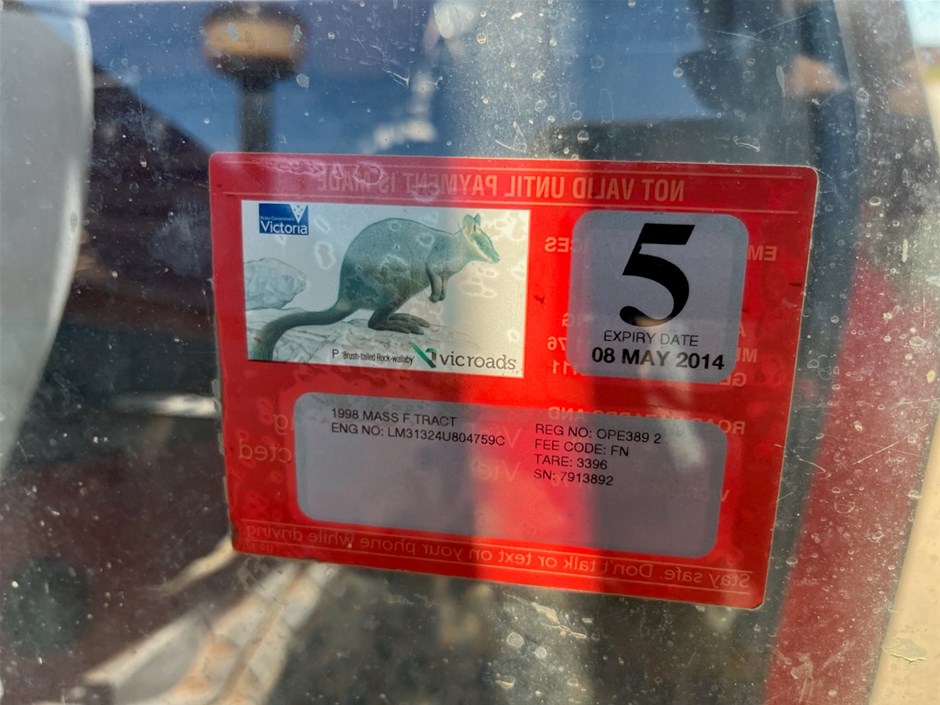 NOT VALID UNTIL PAYMENT IS MADE
State Government
Victoria
5
EXPIRY DATE
08 MAY 2014
P Brush-tailed Rock-wallaby
vicroads
1998 MASS F TRACT
ENG NO: LM31324U804759C
REG NO: OPE389 2
FEE CODE: FN
TARE: 3396
SN: 7913892
Stay safe. Don't talk or text on your phone while driving